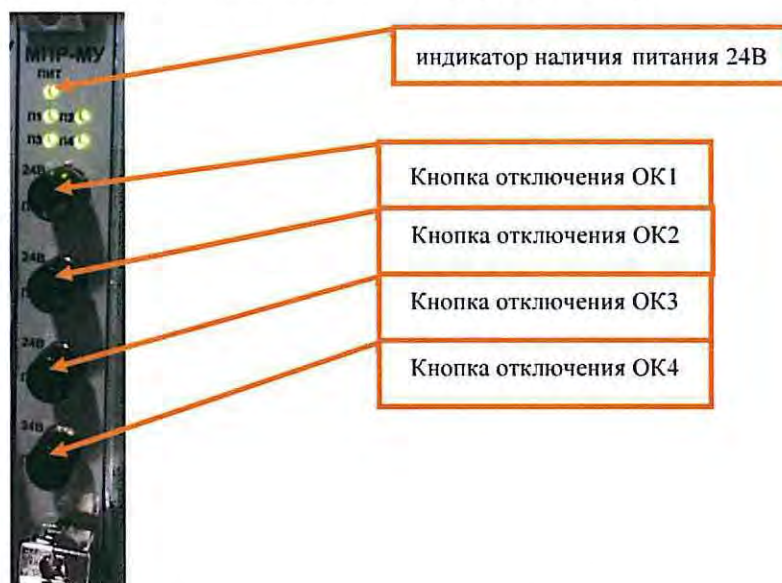 МПР-МУ
индикатор наличия питания 24В
ПИТ
П1 П2
П3 П4
24В
Кнопка отключения ОК1
Кнопка отключения ОК2
24В
Кнопка отключения ОК3
24В
Кнопка отключения ОК4
24В